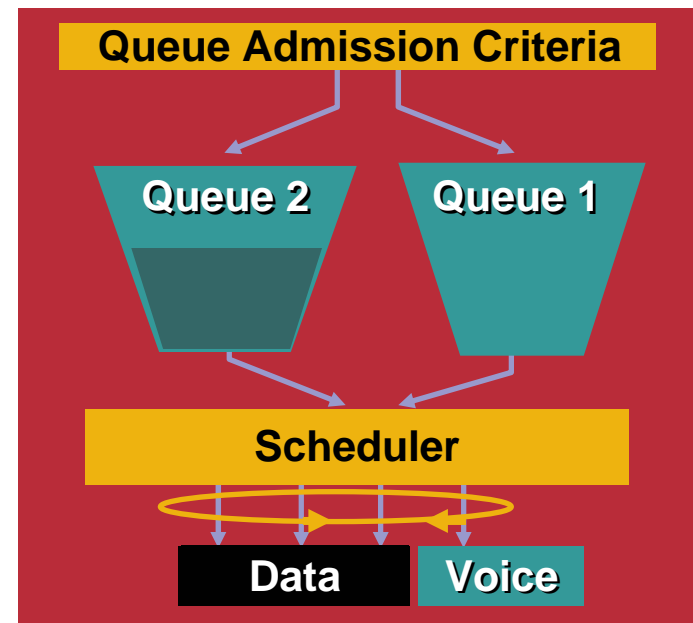 Queue Admission Criteria
Queue 2
Queue 1
Scheduler
Data
Voice